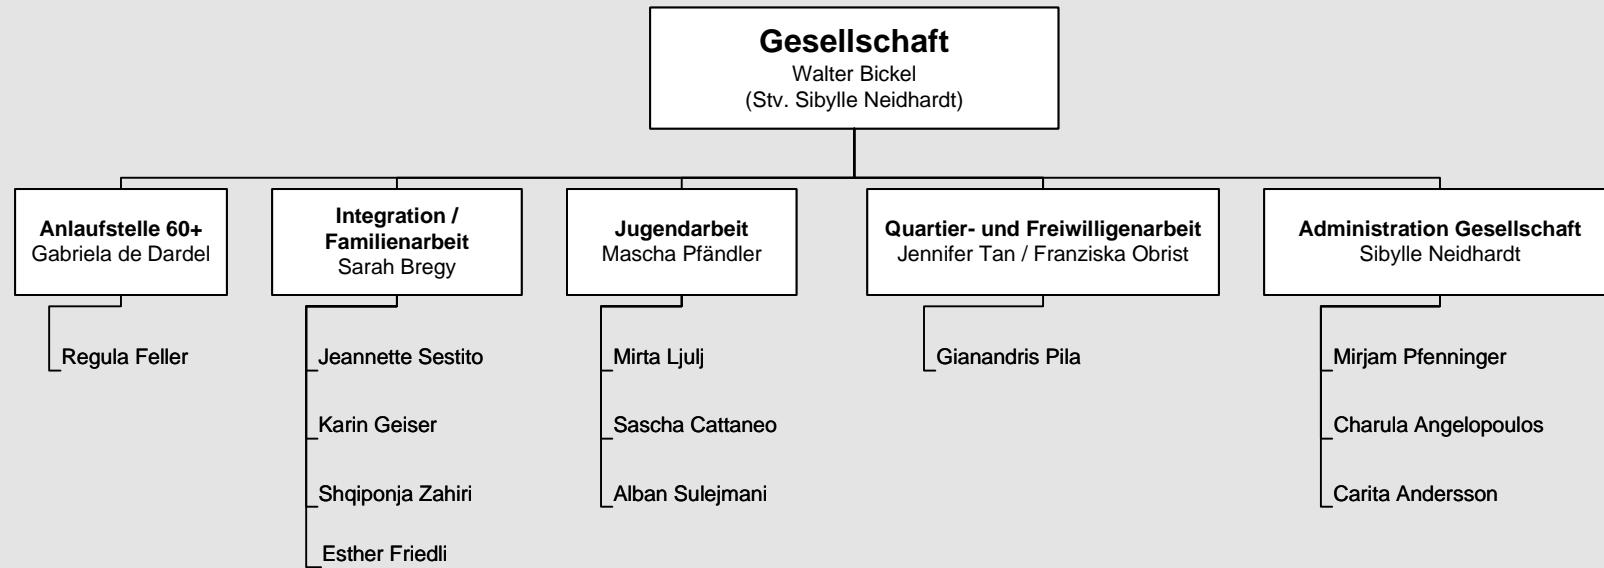 Gesellschaft
Walter Bickel
(Stv. Sibylle Neidhardt)
Anlaufstelle 60+
Gabriela de Dardel
Regula Feller
Integration /
Familienarbeit
Sarah Bregy
Jeannette Sestito
Karin Geiser
Shqiponja Zahiri
Esther Friedli
Jugendarbeit
Mascha Pfändler
Mirta Ljulj
Sascha Cattaneo
Alban Sulejmani
Quartier- und Freiwilligenarbeit
Jennifer Tan / Franziska Obrist
Gianandris Pila
Administration Gesellschaft
Sibylle Neidhardt
Mirjam Pfenninger
Charula Angelopoulos
Carita Andersson